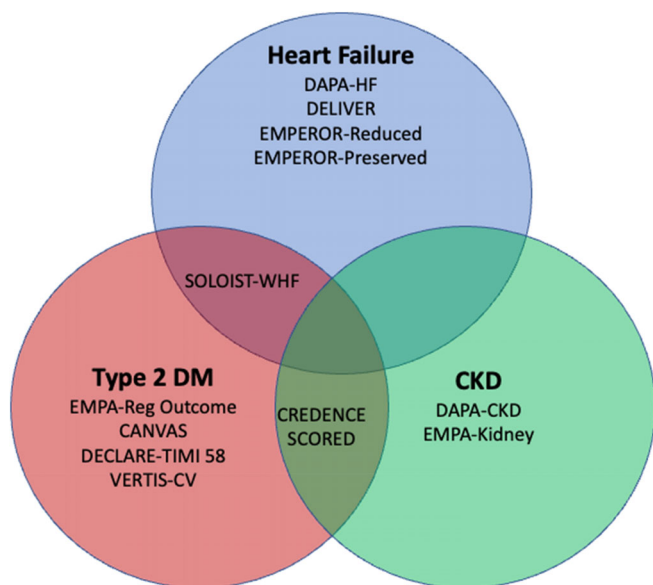 Heart Failure
DAPA-HF
DELIVER
EMPEROR-Reduced
EMPEROR-Preserved
SOLOIST-WHF
Type 2 DM
EMPA-Reg Outcome
CANVAS
DECLARE-TIMI 58
VERTIS-CV
CREDENCE
SCORED
CKD
DAPA-CKD
EMPA-Kidney